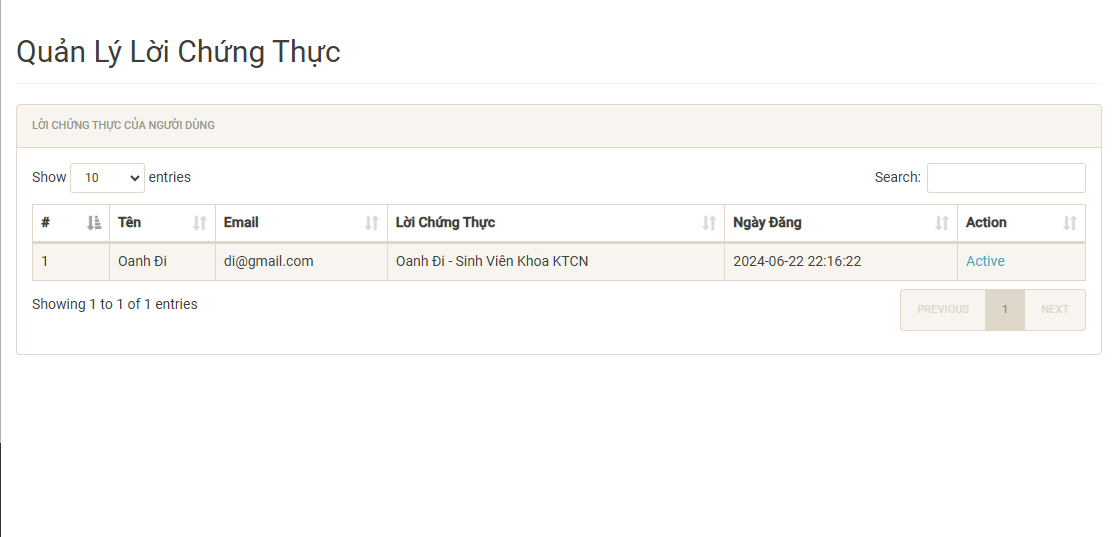 Quản Lý Lời Chứng Thực
LỜI CHỨNG THỰC CỦA NGƯỜI DÙNG
Show 10 entries Search:
# Tên Email Lời Chứng Thực Ngày Đăng Action
1 Oanh Đi di@gmail.com Oanh Đi - Sinh Viên Khoa KTCN 2024-06-22 22:16:22 Active
Showing 1 to 1 of 1 entries PREVIOUS 1 NEXT